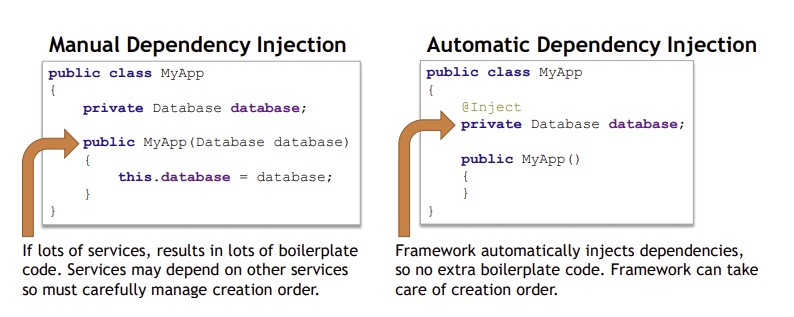 Manual Dependency Injection
public class MyApp
{
private Database database;
public MyApp(Database database)
{
this.database = database;
}
}
If lots of services, results in lots of boilerplate
code. Services may depend on other services
so must carefully manage creation order.
Automatic Dependency Injection
public class MyApp
{
@Inject
private Database database;
public MyApp()
{
}
}
Framework automatically injects dependencies,
so no extra boilerplate code. Framework can take
care of creation order.